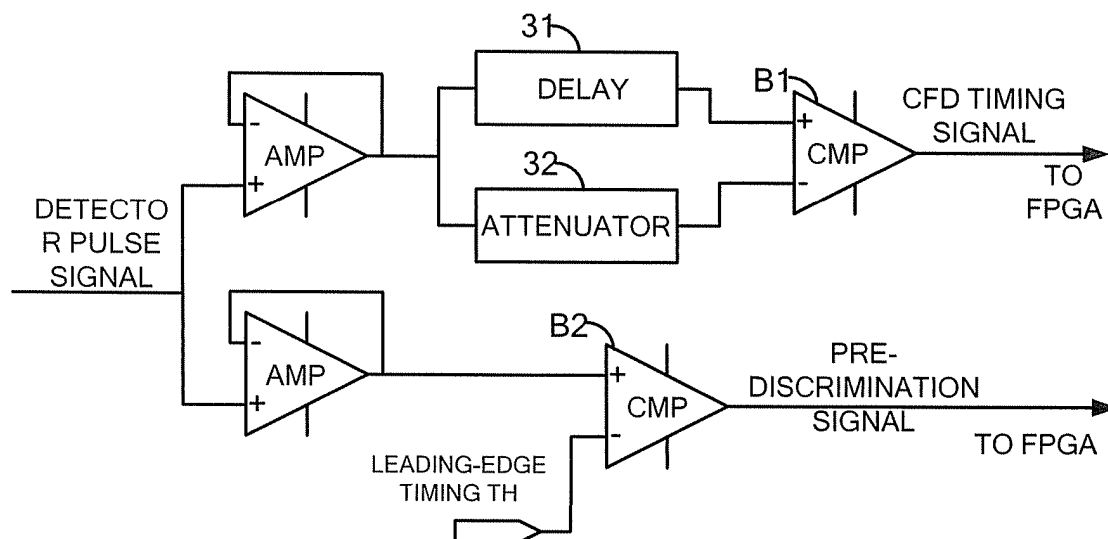 31
DELAY
B1
CFD TIMING
SIGNAL
-
AMP
+
+
CMP
-
TO
FPGA
32
ATTENUATOR
DETECTO
R PULSE
SIGNAL
-
AMP
+
B2
+
CMP
-
PRE-
DISCRIMINATION
SIGNAL
TO FPGA
LEADING-EDGE
TIMING TH